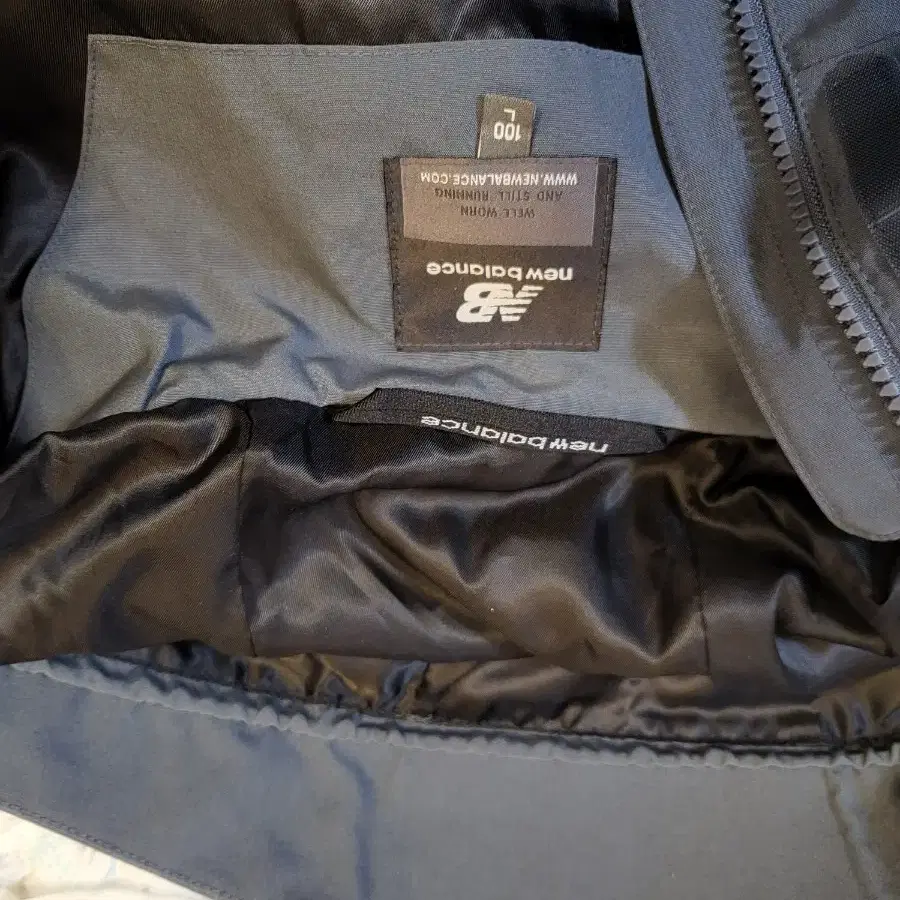 NB
new balance
WELL WORN
AND STILL RUNNING
WWW.NEWBALANCE.COM
100
L
new balance